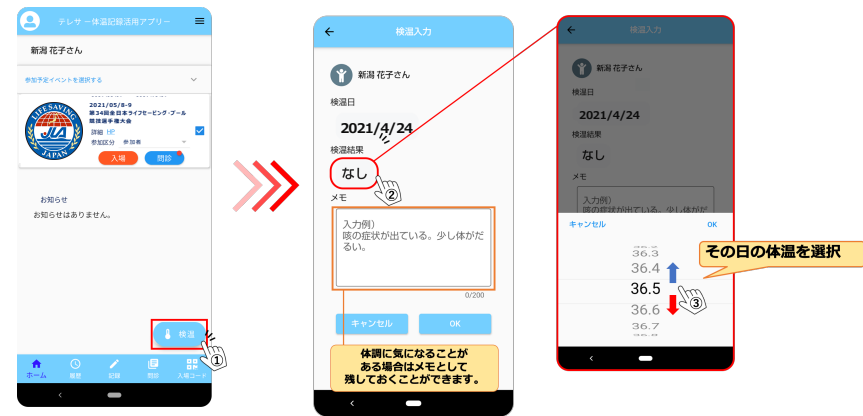 テレサ －体温記録活用アプリ－
新潟 花子さん
参加予定イベントを選択する
LIFESAVING
JLA
JAPAN
2021/05/8-9
第34回全日本ライフセービング・プール
競技選手権大会
詳細 HP
参加区分 参加者
入場
問診
お知らせ
お知らせはありません。
検温
①
ホーム
履歴
記録
問診
入場コード
検温入力
新潟 花子さん
検温日
2021/4/24
検温結果
なし
②
メモ
入力例)
咳の症状が出ている。少し体がだ
るい。
0/200
キャンセル
OK
体調に気になることが
ある場合はメモとして
残しておくことができます。
検温入力
新潟 花子さん
検温日
2021/4/24
検温結果
なし
メモ
入力例)
咳の症状が出ている。少し体がだ
キャンセル
OK
36.3
36.4
36.5
36.6
36.7
③
その日の体温を選択